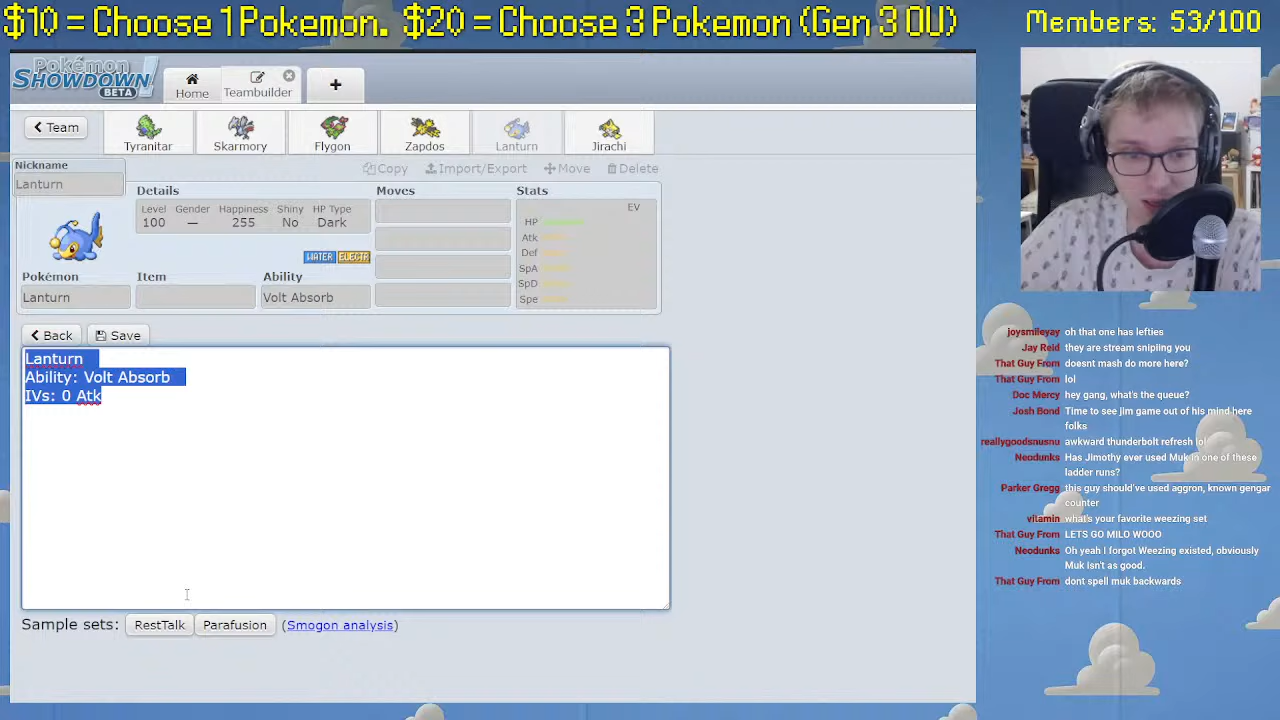 $10 = Choose 1 Pokemon. $20 = Choose 3 Pokemon (Gen 3 OU)
Members: 53/100
Pokémon
SHOWDOWN!
BETA
Home
Teambuilder
+
Team
Tyranitar
Skarmory
Flygon
Zapdos
Lanturn
Jirachi
Nickname
Lanturn
Copy
Import/Export
Move
Delete
Details
Moves
Stats
Level
Gender
Happiness
Shiny
HP Type
100
—
255
No
Dark
EV
HP
Atk
Def
SpA
SpD
Spe
WATER
ELECTR
Pokémon
Item
Ability
Lanturn
Volt Absorb
Back
Save
Lanturn
Ability: Volt Absorb
IVs: 0 Atk
Sample sets: RestTalk Parafusion (Smogon analysis)
joysmileyay oh that one has lefties
Jay Reid they are stream sniping you
That Guy From doesnt mash do more here?
That Guy From lol
Doc Mercy hey gang, what's the queue?
Josh Bond Time to see jim game out of his mind here
folks
reallygoodsnusnu awkward thunderbolt refresh lol
Neodunks Has Jimothy ever used Muk in one of these
ladder runs?
Parker Gregg this guy should've used aggron, known gengar
counter
vitamin what's your favorite weezing set
That Guy From LETS GO MILO WOOO
Neodunks Oh yeah I forgot Weezing existed, obviously
Muk isn't as good.
That Guy From dont spell muk backwards